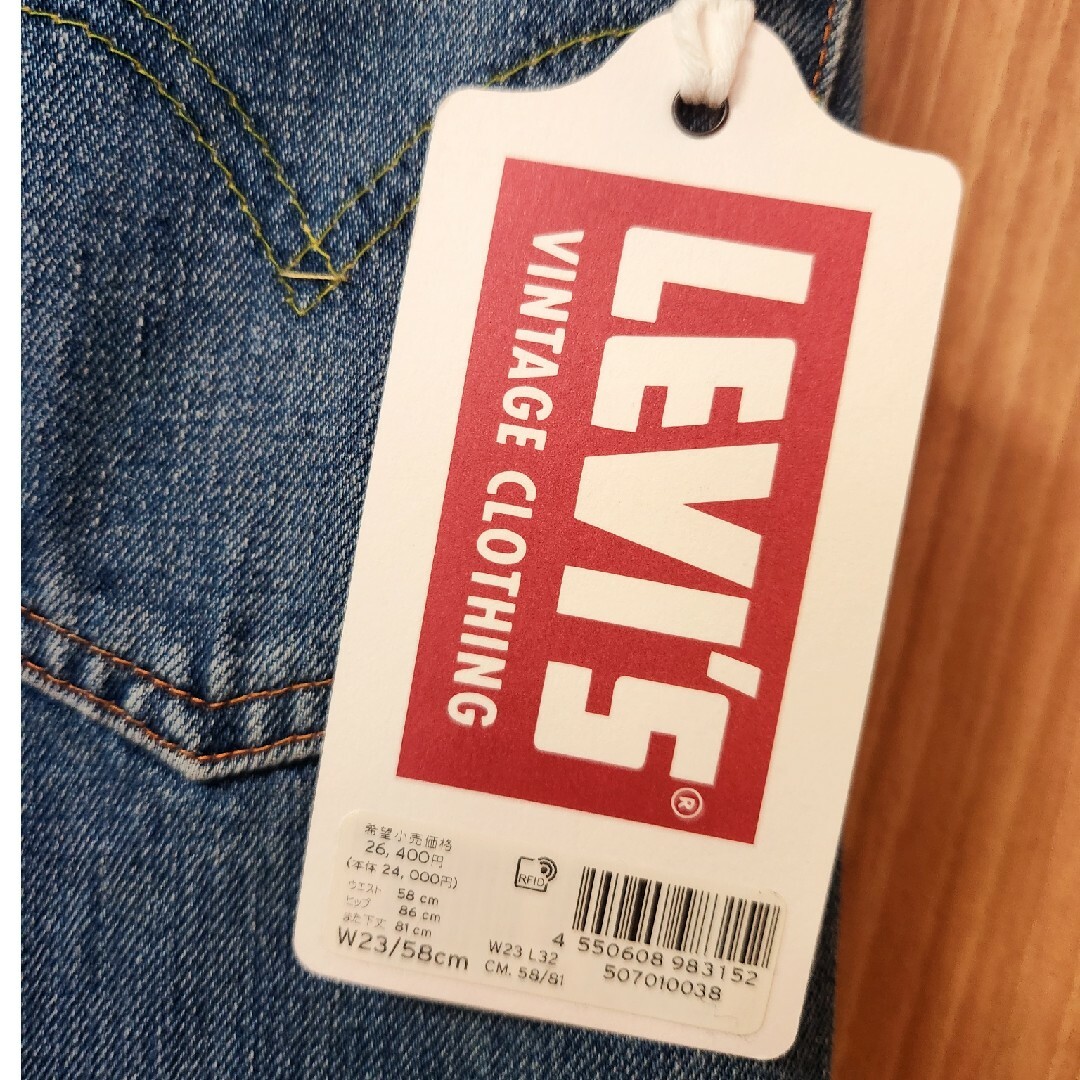 LEVI'S®
VINTAGE CLOTHING
希望小売価格
26,400円
(本体 24,000円)
ウエスト 58 cm
ヒップ 86 cm
また下丈 81 cm
W23/58cm
RFID
W23 L32
CM. 58/81
4 550608 983152
507010038